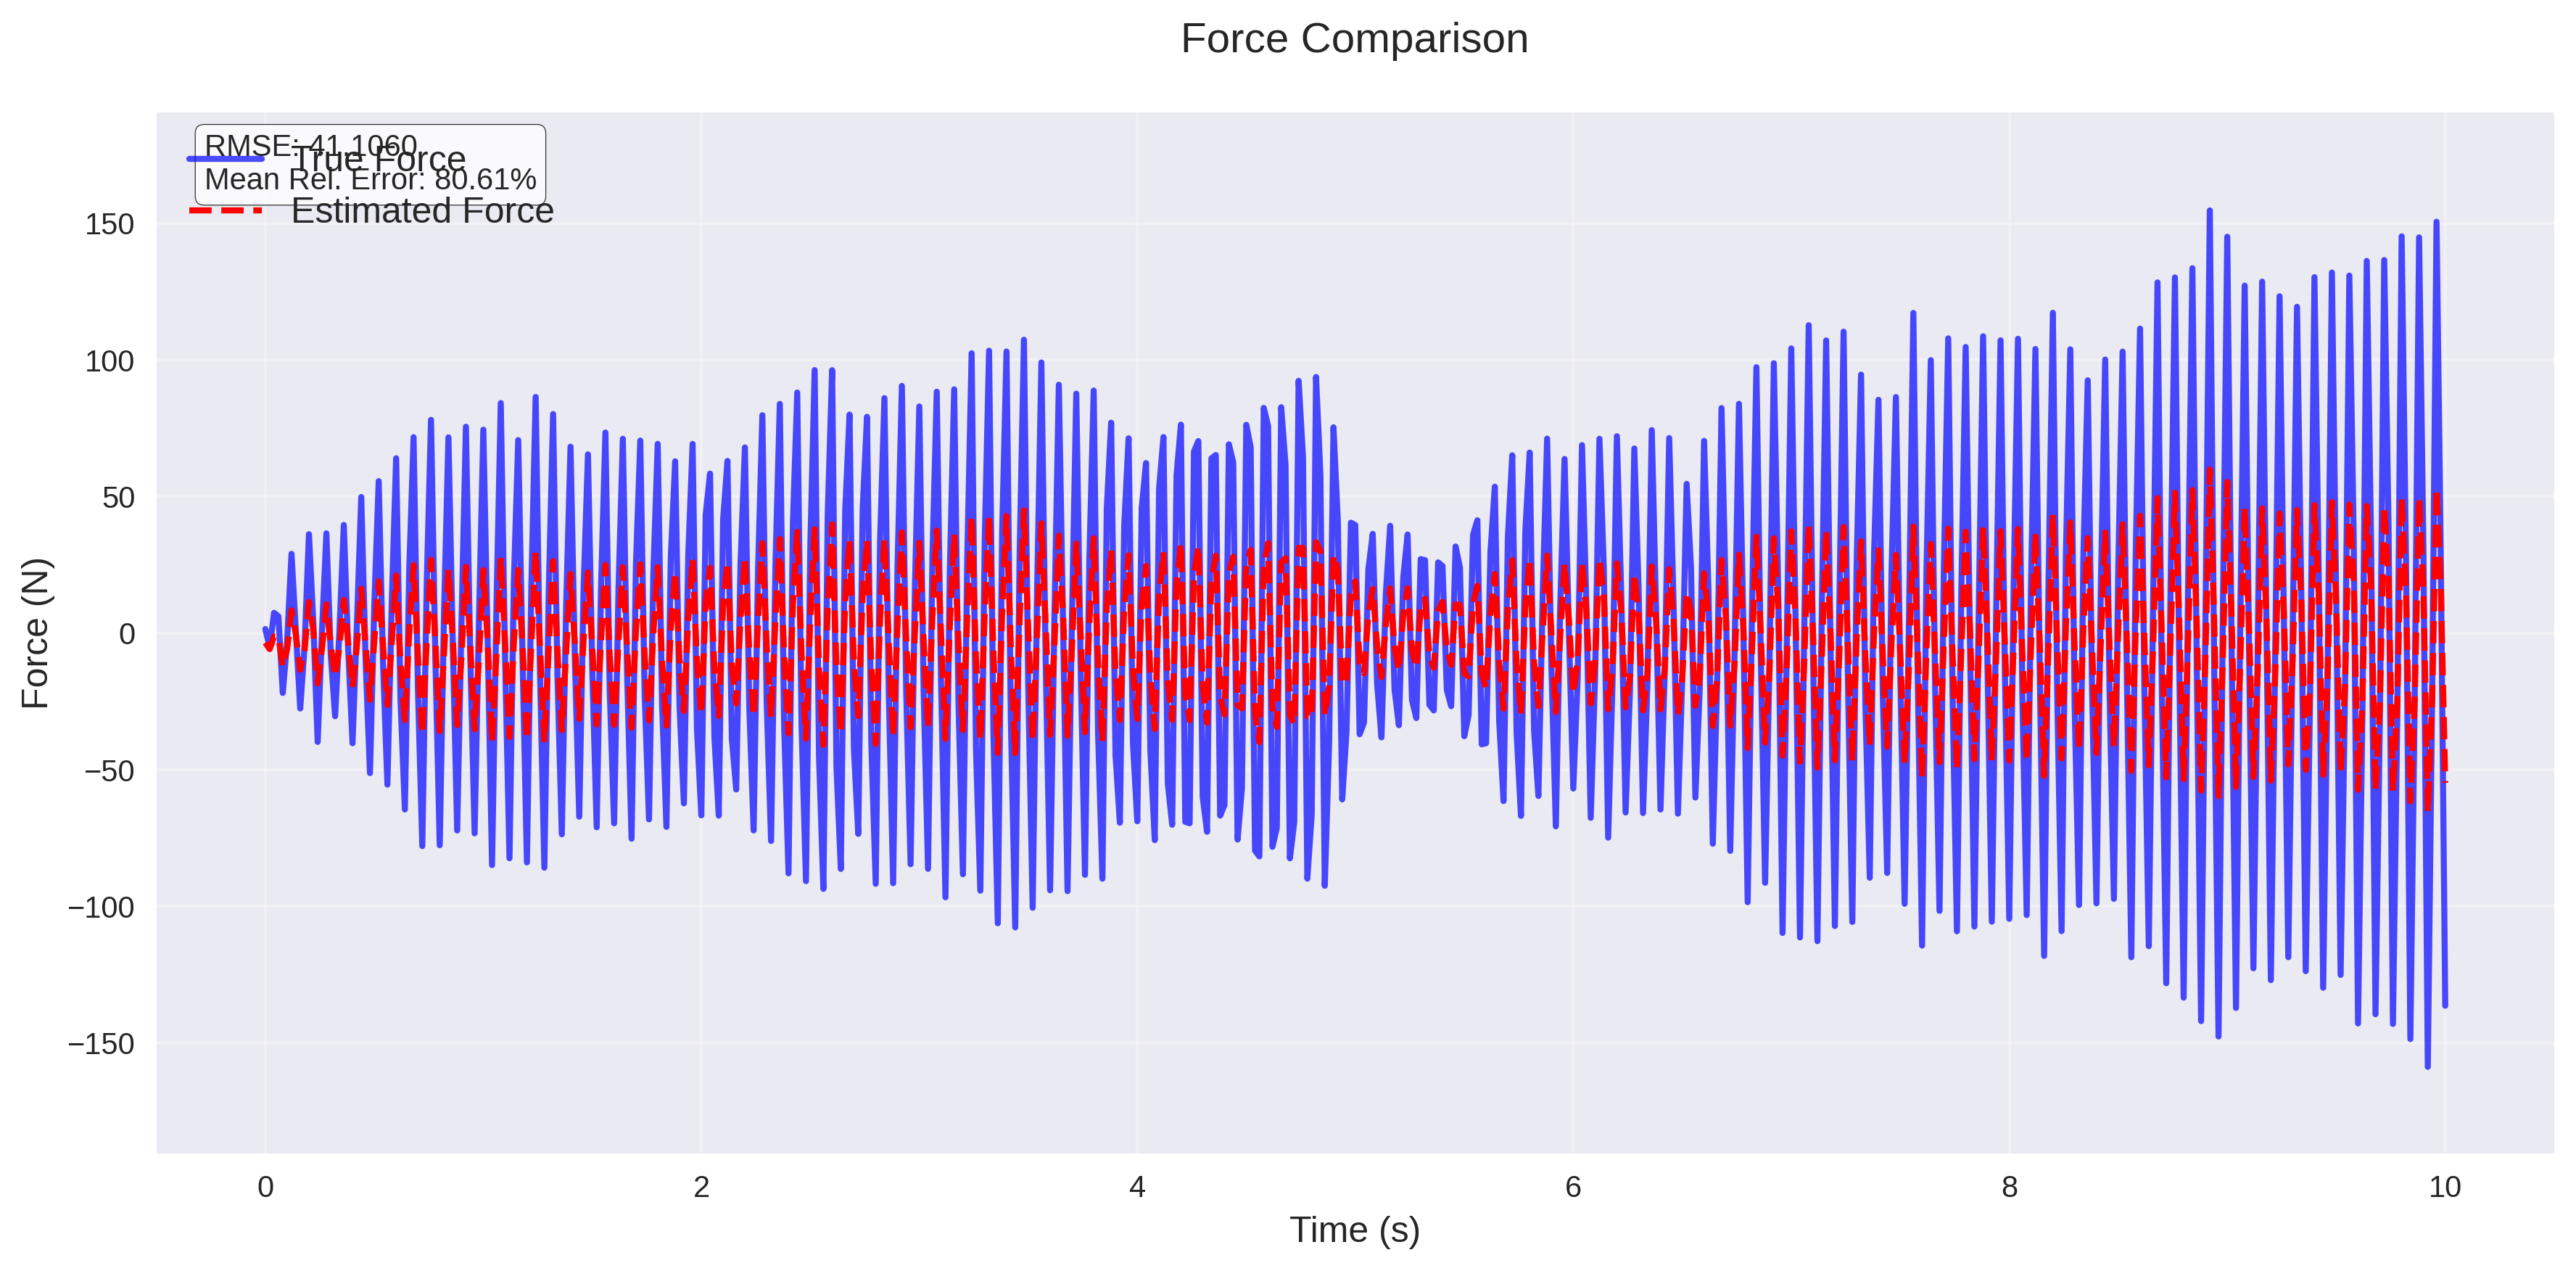 Force Comparison
RMSE: 41.1060
True Force
Mean Rel. Error: 80.61%
Estimated Force
150
100
50
0
−50
−100
−150
Force (N)
0 2 4 6 8 10
Time (s)